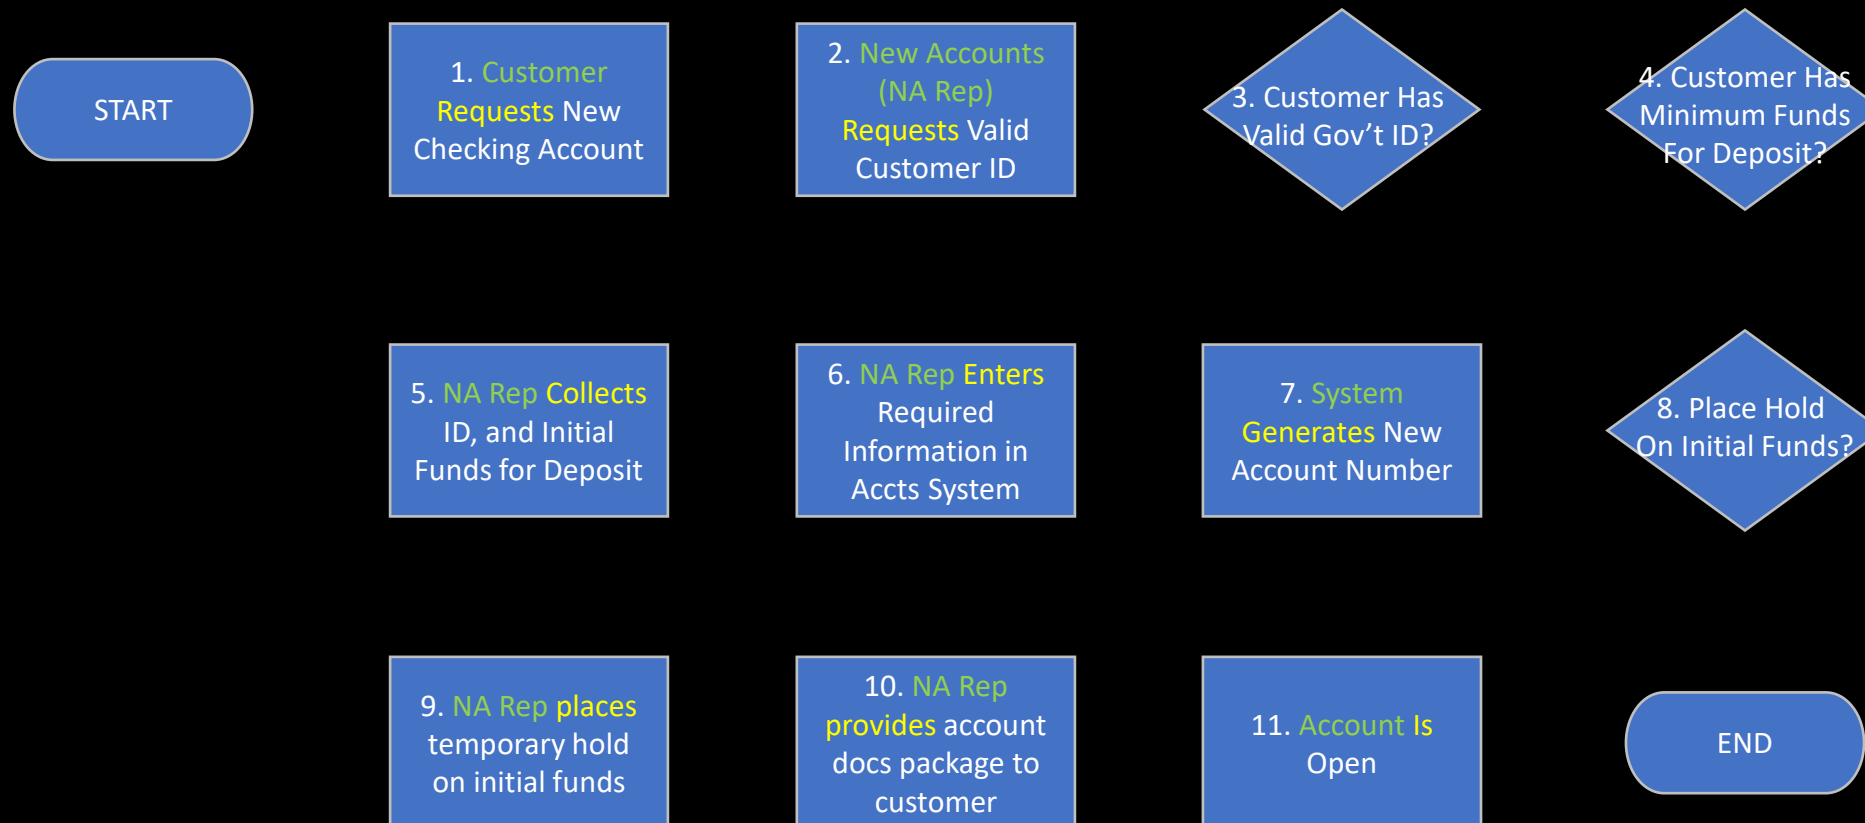 START
1. Customer
Requests New
Checking Account
2. New Accounts
(NA Rep)
Requests Valid
Customer ID
3. Customer Has
Valid Gov’t ID?
4. Customer Has
Minimum Funds
For Deposit?
5. NA Rep Collects
ID, and Initial
Funds for Deposit
6. NA Rep Enters
Required
Information in
Accts System
7. System
Generates New
Account Number
8. Place Hold
On Initial Funds?
9. NA Rep places
temporary hold
on initial funds
10. NA Rep
provides account
docs package to
customer
11. Account Is
Open
END